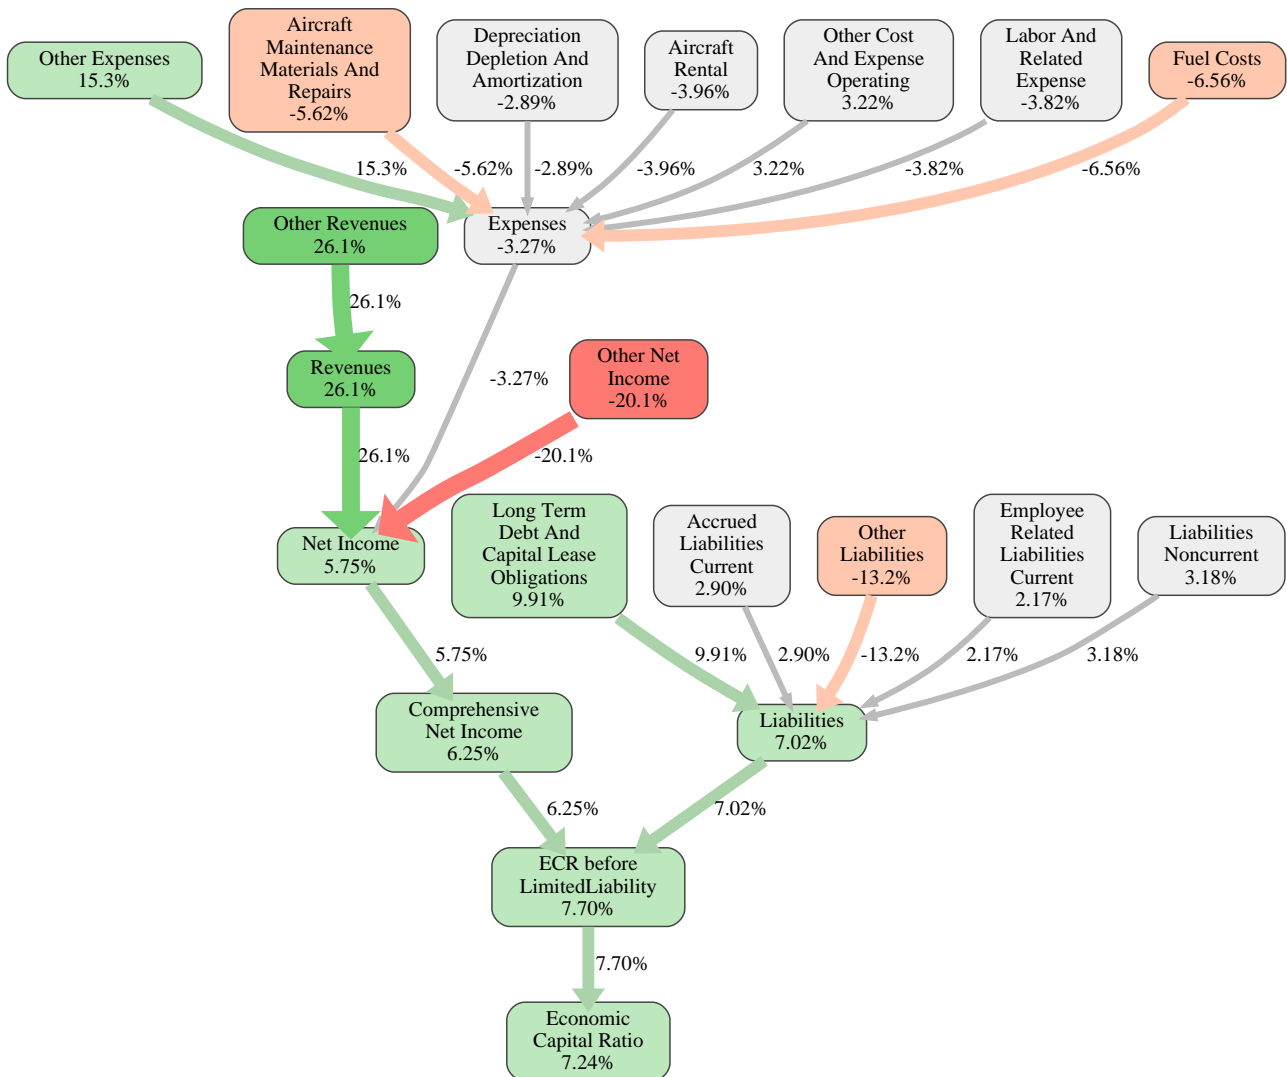 Other Expenses
15.3%
Aircraft
Maintenance
Materials And
Repairs
-5.62%
Depreciation
Depletion And
Amortization
-2.89%
Aircraft
Rental
-3.96%
Other Cost
And Expense
Operating
3.22%
Labor And
Related
Expense
-3.82%
Fuel Costs
-6.56%
15.3%
-5.62%
-2.89%
-3.96%
3.22%
-3.82%
-6.56%
Other Revenues
26.1%
Expenses
-3.27%
26.1%
Revenues
26.1%
-3.27%
Other Net
Income
-20.1%
26.1%
-20.1%
Net Income
5.75%
Long Term
Debt And
Capital Lease
Obligations
9.91%
Accrued
Liabilities
Current
2.90%
Other
Liabilities
-13.2%
Employee
Related
Liabilities
Current
2.17%
Liabilities
Noncurrent
3.18%
5.75%
9.91%
2.90%
-13.2%
2.17%
3.18%
Comprehensive
Net Income
6.25%
Liabilities
7.02%
6.25%
7.02%
ECR before
LimitedLiability
7.70%
7.70%
Economic
Capital Ratio
7.24%